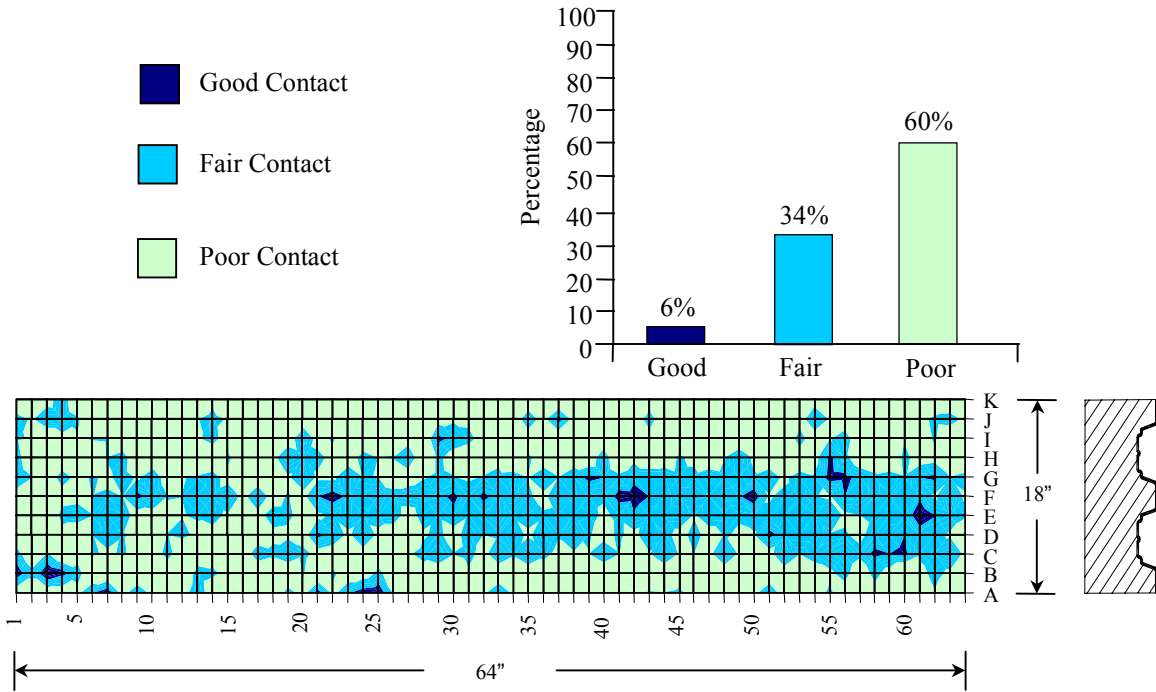 Good Contact
Fair Contact
Poor Contact
Percentage
100
90
80
70
60
50
40
30
20
10
0
6%
34%
60%
Good Fair Poor
K
J
I
H
G
F
E
D
C
B
A
18”
1 5 10 15 20 25 30 35 40 45 50 55 60
64”